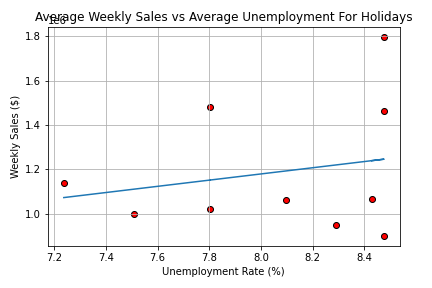 Average Weekly Sales vs Average Unemployment For Holidays
1e6
1.8
1.6
1.4
1.2
1.0
Weekly Sales ($)
7.2 7.4 7.6 7.8 8.0 8.2 8.4
Unemployment Rate (%)